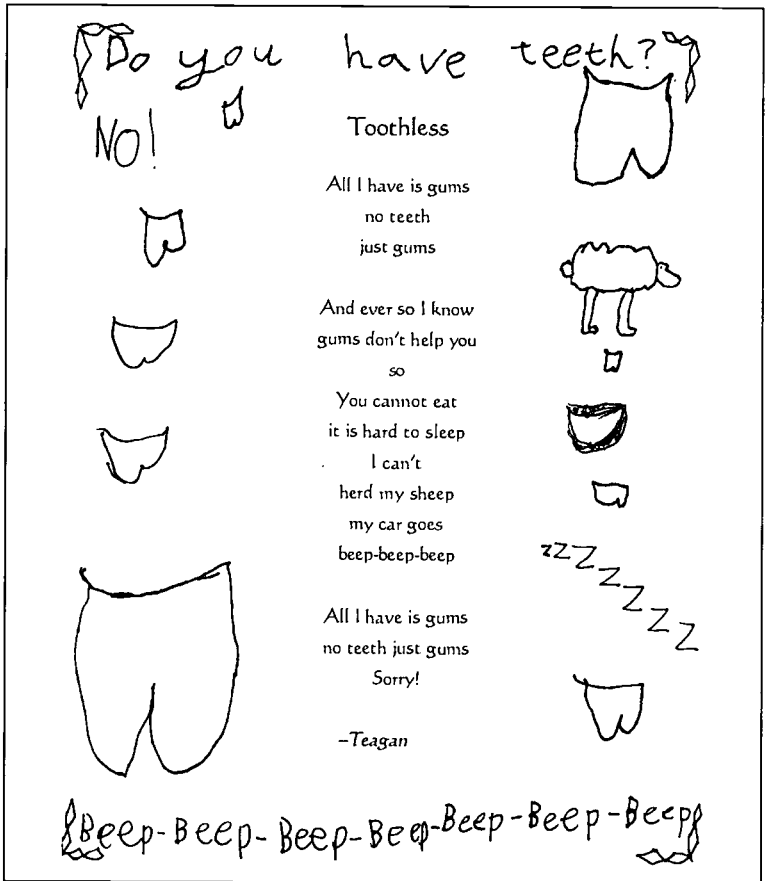 Do you have teeth?
NO!
Toothless
All I have is gums
no teeth
just gums
And ever so I know
gums don't help you
so
You cannot eat
it is hard to sleep
I can't
herd my sheep
my car goes
beep-beep-beep
zzZZZZZZ
All I have is gums
no teeth just gums
Sorry!
–Teagan
Beep-Beep-Beep-Beep-Beep-Beep-Beep